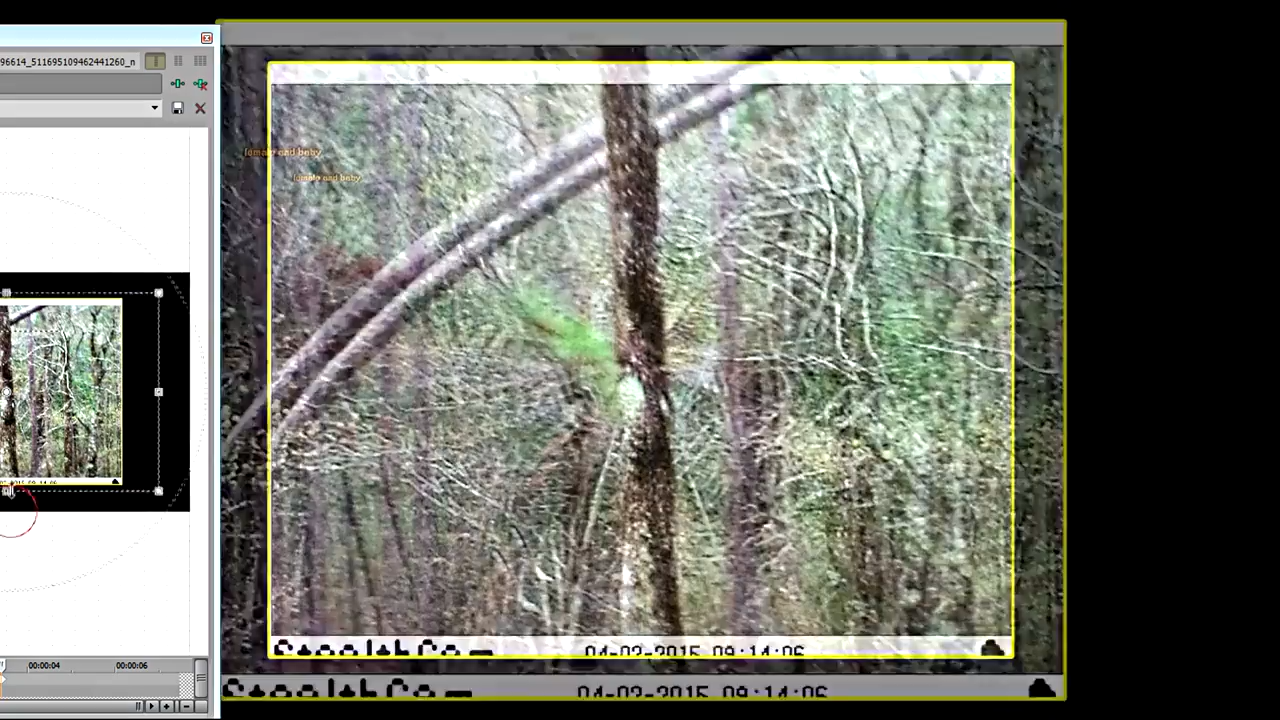 96614_511695109462441260_n
female and baby
female and baby
StealthCam 04-02-2015 09:14:06
StealthCam 04-02-2015 09:14:06
00:00:04 00:00:06